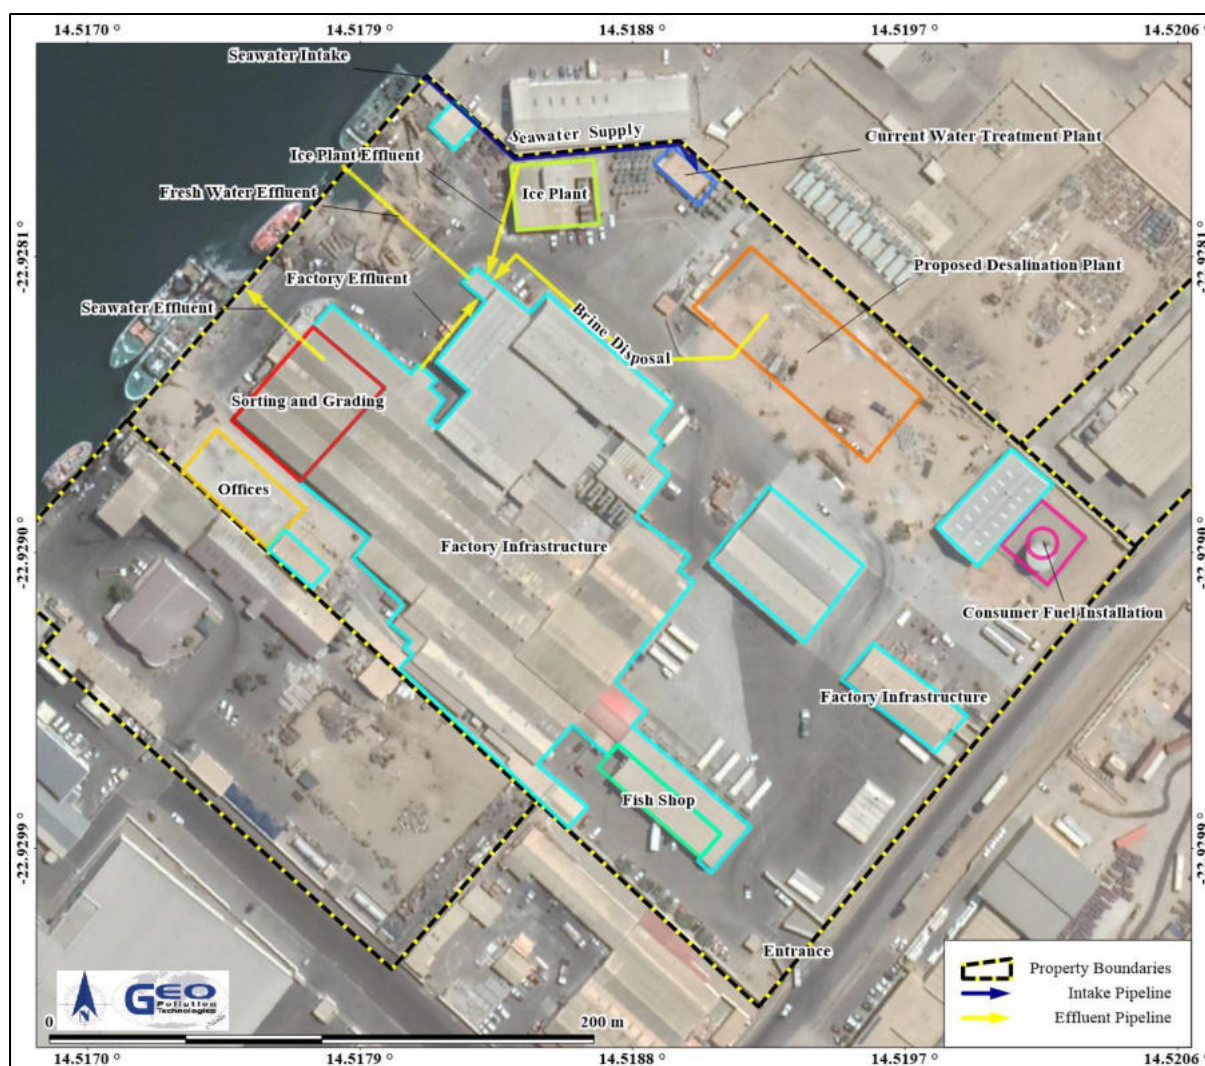 14.5170 °
14.5179 °
14.5188 °
14.5197 °
14.5206 °
Seawater Intake
Seawater Supply
Current Water Treatment Plant
Ice Plant Effluent
Fresh Water Effluent
Ice Plant
-22.9281 °
-22.9281 °
Proposed Desalination Plant
Factory Effluent
Seawater Effluent
Brine Disposal
Sorting and Grading
Offices
Factory Infrastructure
-22.9290 °
-22.9290 °
Consumer Fuel Installation
Factory Infrastructure
Fish Shop
-22.9299 °
-22.9299 °
Entrance
Property Boundaries
Intake Pipeline
Effluent Pipeline
N
GEO
Pollution
Technologies
0
200 m
14.5170 °
14.5179 °
14.5188 °
14.5197 °
14.5206 °